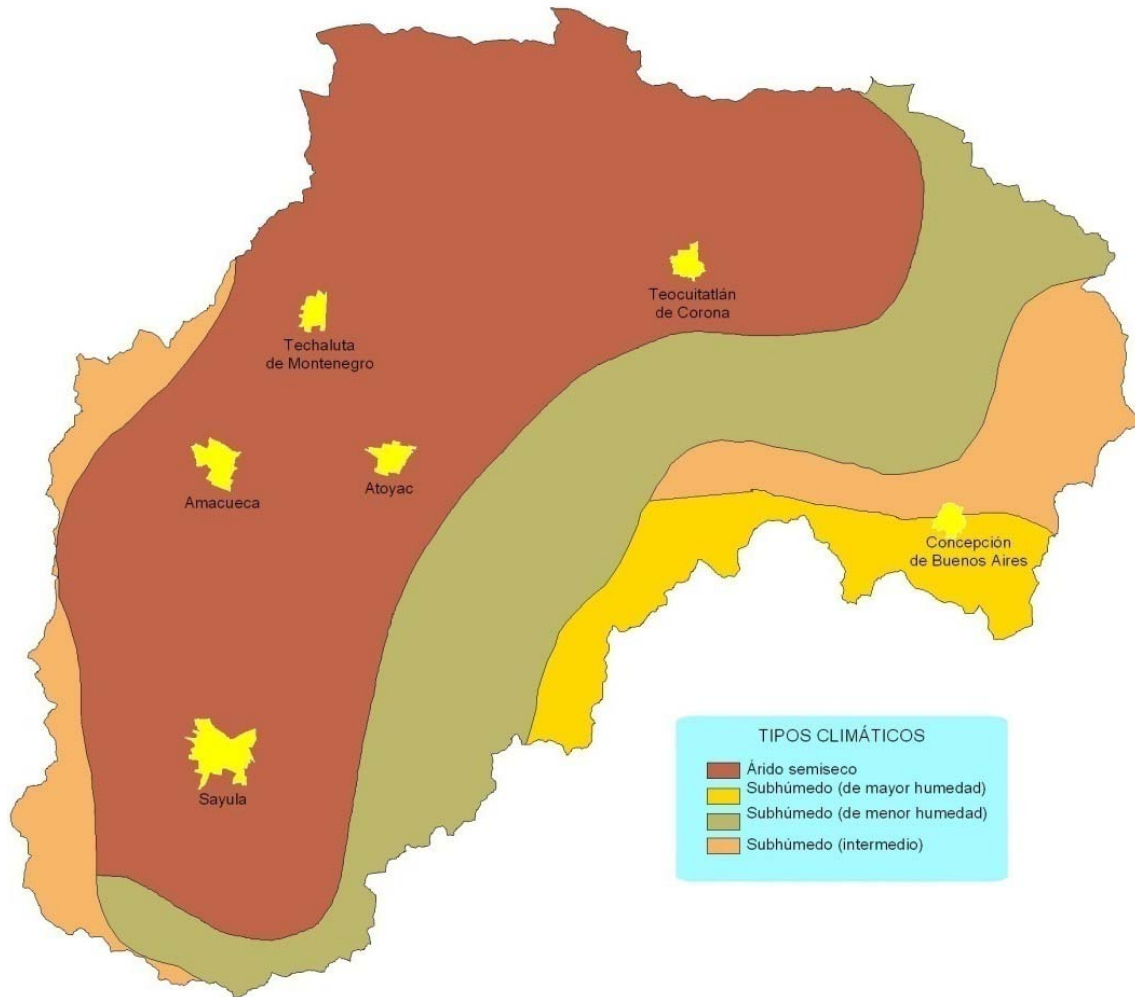 Teocuitatlán
de Corona
Techaluta
de Montenegro
Amacueca
Atoyac
Concepción
de Buenos Aires
Sayula
TIPOS CLIMÁTICOS
Árido semiseco
Subhúmedo (de mayor humedad)
Subhúmedo (de menor humedad)
Subhúmedo (intermedio)